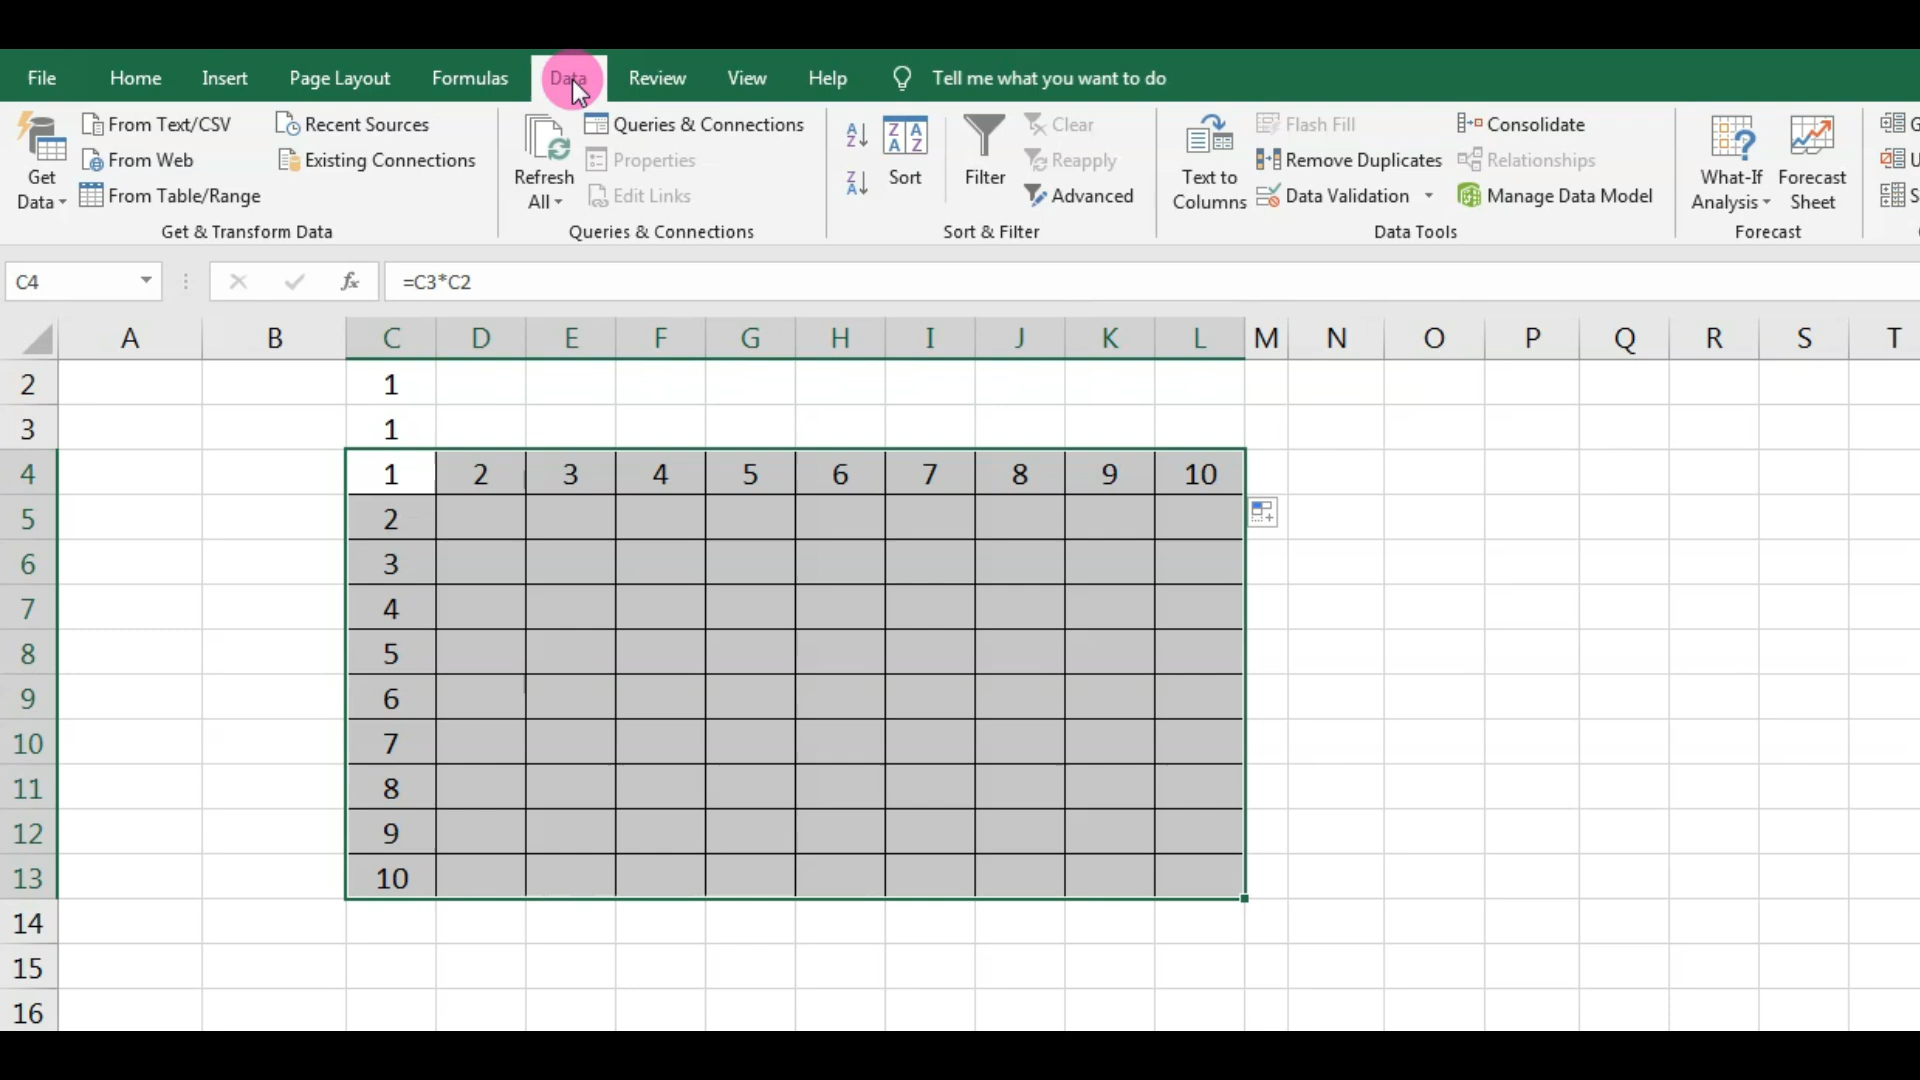 File Home Insert Page Layout Formulas Data Review View Help Tell me what you want to do
Get Data
From Text/CSV
From Web
From Table/Range
Recent Sources
Existing Connections
Get & Transform Data
Refresh All
Queries & Connections
Properties
Edit Links
Queries & Connections
Sort
Filter
Clear
Reapply
Advanced
Sort & Filter
Text to Columns
Flash Fill
Remove Duplicates
Data Validation
Consolidate
Relationships
Manage Data Model
Data Tools
What-If Analysis
Forecast Sheet
Forecast
C4 fx =C3*C2
A B C D E F G H I J K L M N O P Q R S T
2 1
3 1
4 1 2 3 4 5 6 7 8 9 10
5 2
6 3
7 4
8 5
9 6
10 7
11 8
12 9
13 10
14
15
16